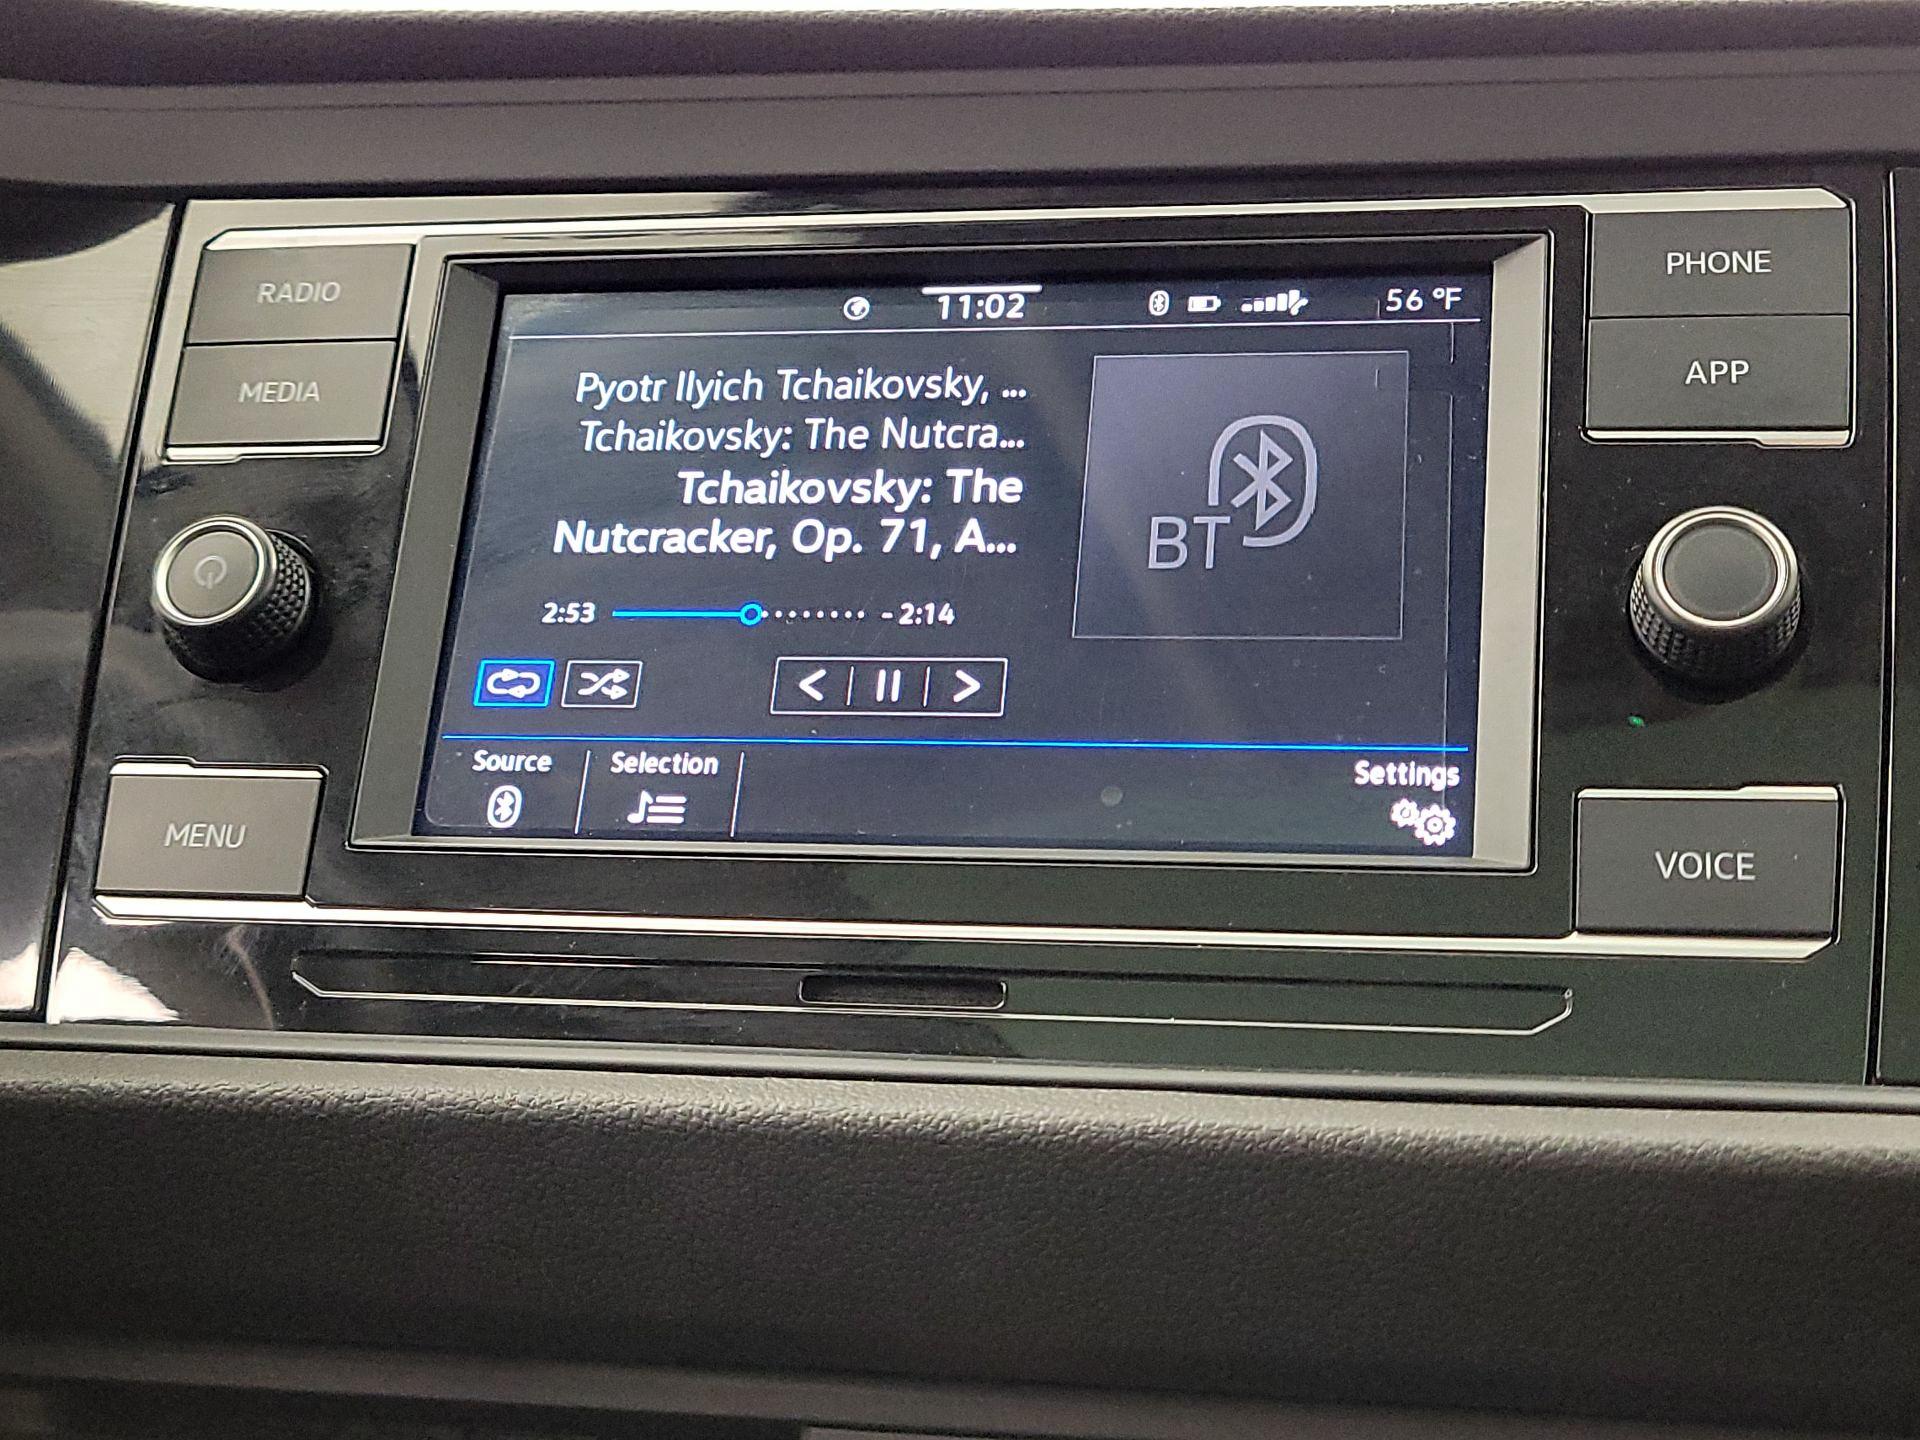 RADIO
MEDIA
MENU
11:02
56 °F
Pyotr Ilyich Tchaikovsky, ...
Tchaikovsky: The Nutcra...
Tchaikovsky: The
Nutcracker, Op. 71, A...
2:53
-2:14
BT
Source
Selection
Settings
PHONE
APP
VOICE